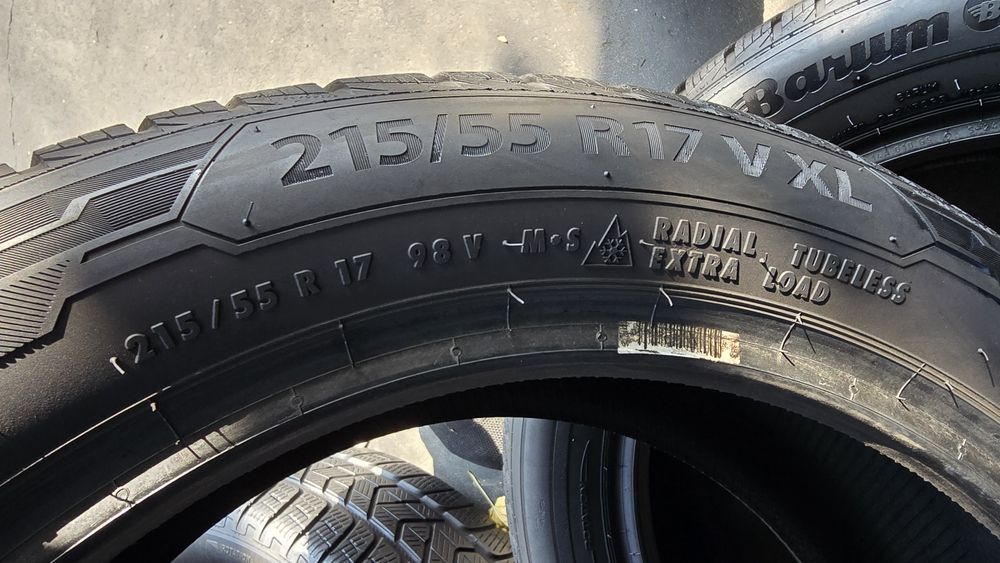 Barum
215/55 R17 V XL
215/55 R 17 98 V M•S RADIAL TUBELESS
EXTRA LOAD